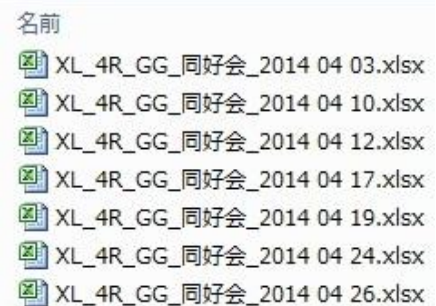 名前
XL_4R_GG_同好会_2014 04 03.xlsx
XL_4R_GG_同好会_2014 04 10.xlsx
XL_4R_GG_同好会_2014 04 12.xlsx
XL_4R_GG_同好会_2014 04 17.xlsx
XL_4R_GG_同好会_2014 04 19.xlsx
XL_4R_GG_同好会_2014 04 24.xlsx
XL_4R_GG_同好会_2014 04 26.xlsx